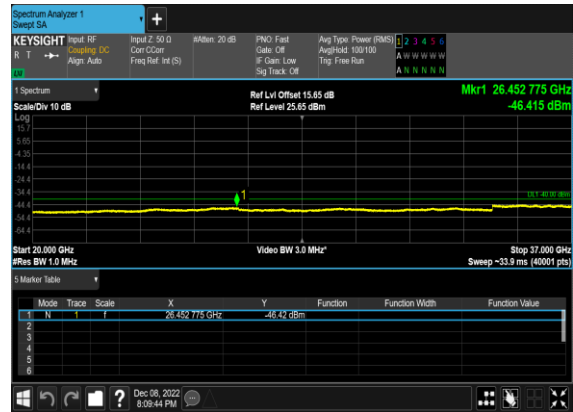 Spectrum Analyzer 1
Swept SA
KEYSIGHT Input: RF Input Z: 50 Ω #Atten: 20 dB PNO: Fast Avg Type: Power (RMS) 1 2 3 4 5 6
R T Coupling: DC Corr CCorr Gate: Off Avg|Hold: 100/100 A W W W W W
Align: Auto Freq Ref: Int (S) IF Gain: Low Trig: Free Run
Sig Track: Off A N N N N N
1 Spectrum
Scale/Div 10 dB
Log
Ref Lvl Offset 15.65 dB
Ref Level 25.65 dBm
Mkr1 26.452 775 GHz
-46.415 dBm
15.7
5.65
-4.35
-14.4
-24.4
-34.4
-44.4
-54.4
-64.4
1
DL1 -40.00 dBm
Start 20.000 GHz Video BW 3.0 MHz* Stop 37.000 GHz
#Res BW 1.0 MHz Sweep ~33.9 ms (40001 pts)
5 Marker Table
Mode Trace Scale X Y Function Function Width Function Value
1 N 1 f 26.452 775 GHz -46.42 dBm
2
3
4
5
6
? Dec 08, 2022
8:09:44 PM